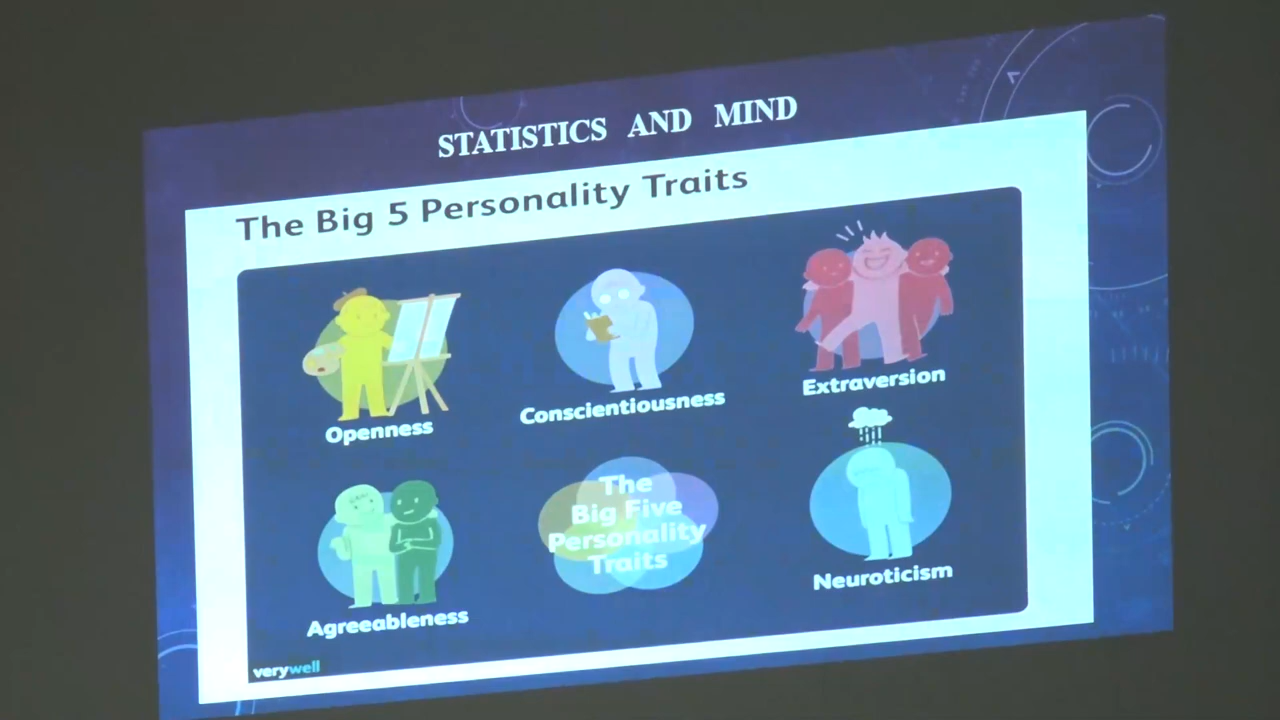 STATISTICS AND MIND
The Big 5 Personality Traits
Openness
Conscientiousness
Extraversion
Agreeableness
The
Big Five
Personality
Traits
Neuroticism
verywell